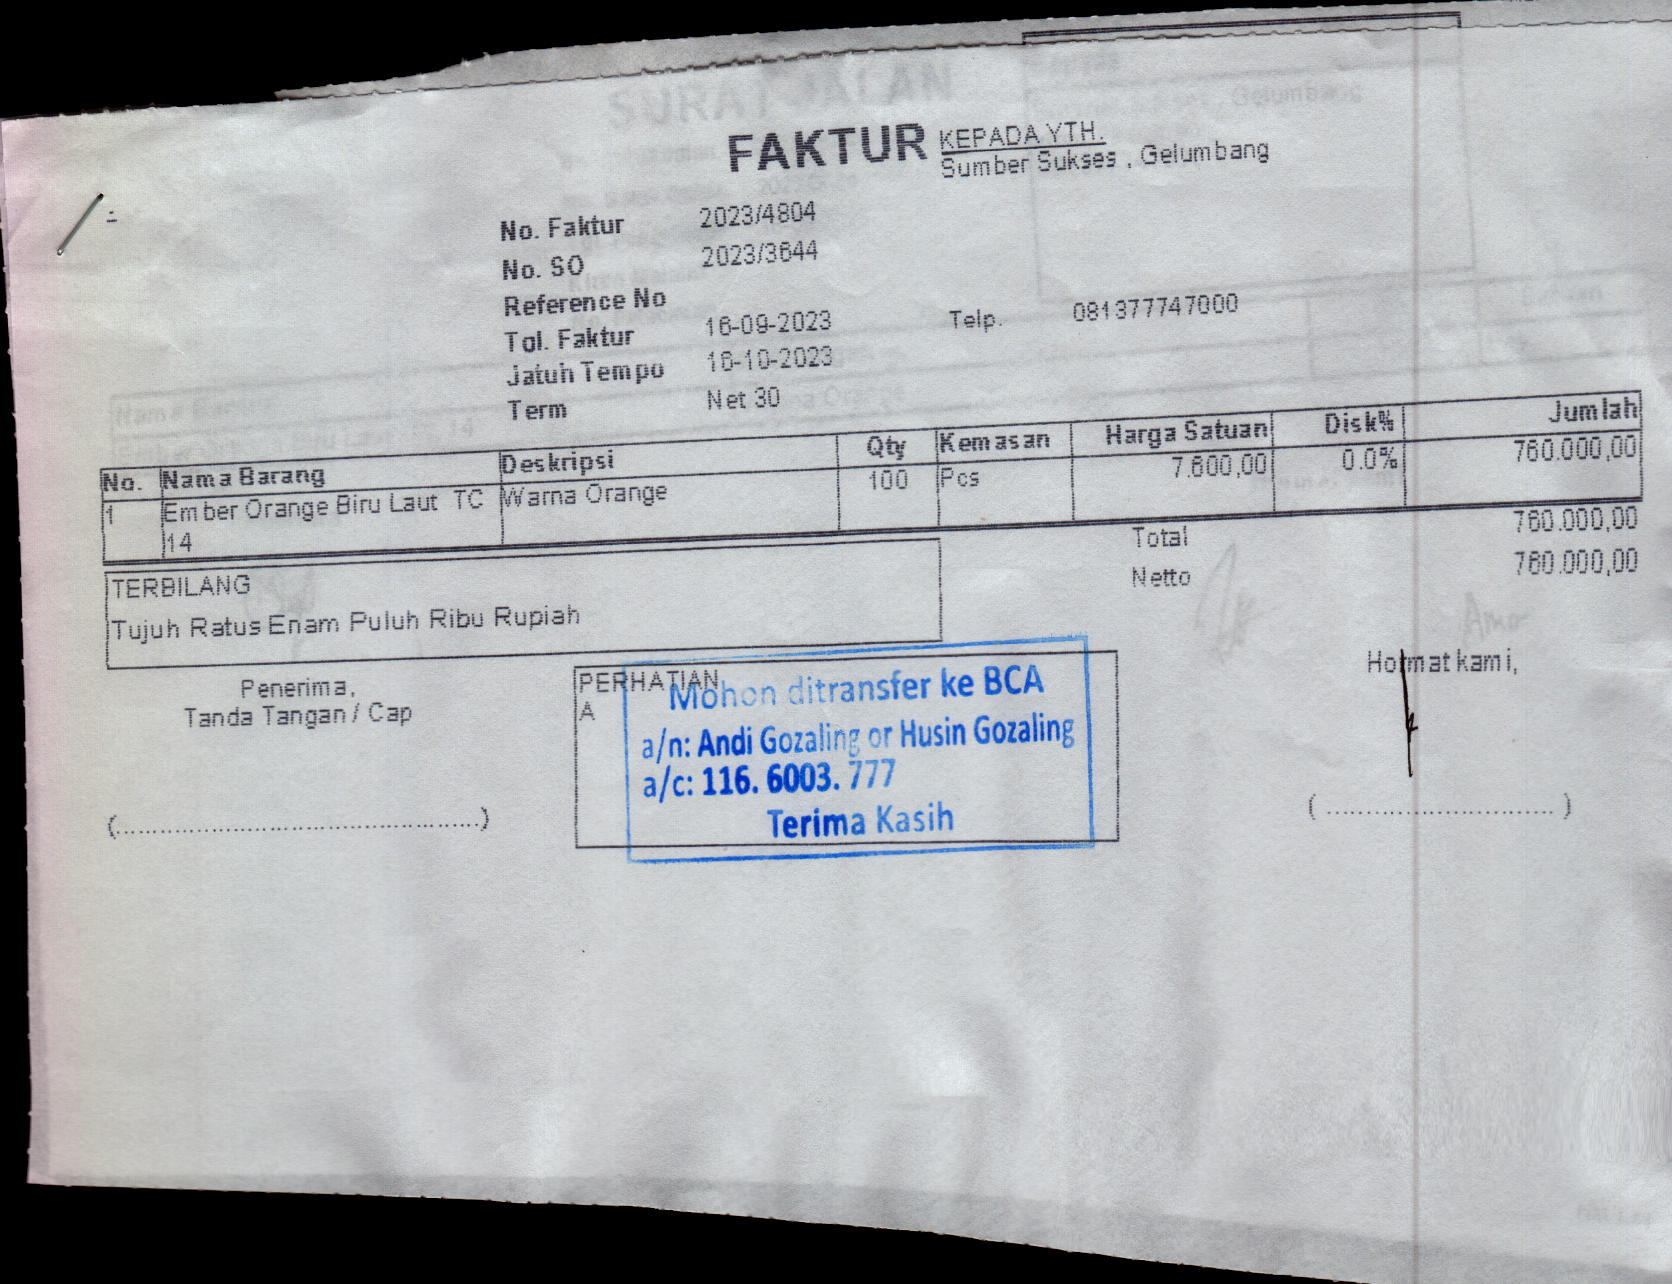 FAKTUR
KEPADA YTH.
Sumber Sukses , Gelumbang
No. Faktur 2023/4804
No. SO 2023/3644
Reference No
Tgl. Faktur 16-09-2023
Telp. 081377747000
Jatuh Tempo 16-10-2023
Term Net 30
No. Nama Barang Deskripsi Qty Kemasan Harga Satuan Disk% Jumlah
1 Ember Orange Biru Laut TC Warna Orange 100 Pcs 7.600,00 0.0% 760.000,00
14
Total 760.000,00
Netto 760.000,00
TERBILANG
Tujuh Ratus Enam Puluh Ribu Rupiah
Penerima,
Tanda Tangan / Cap
(................................................)
PERHATIAN
A
Mohon ditransfer ke BCA
a/n: Andi Gozaling or Husin Gozaling
a/c: 116. 6003. 777
Terima Kasih
Hormat kami,
( .............................. )